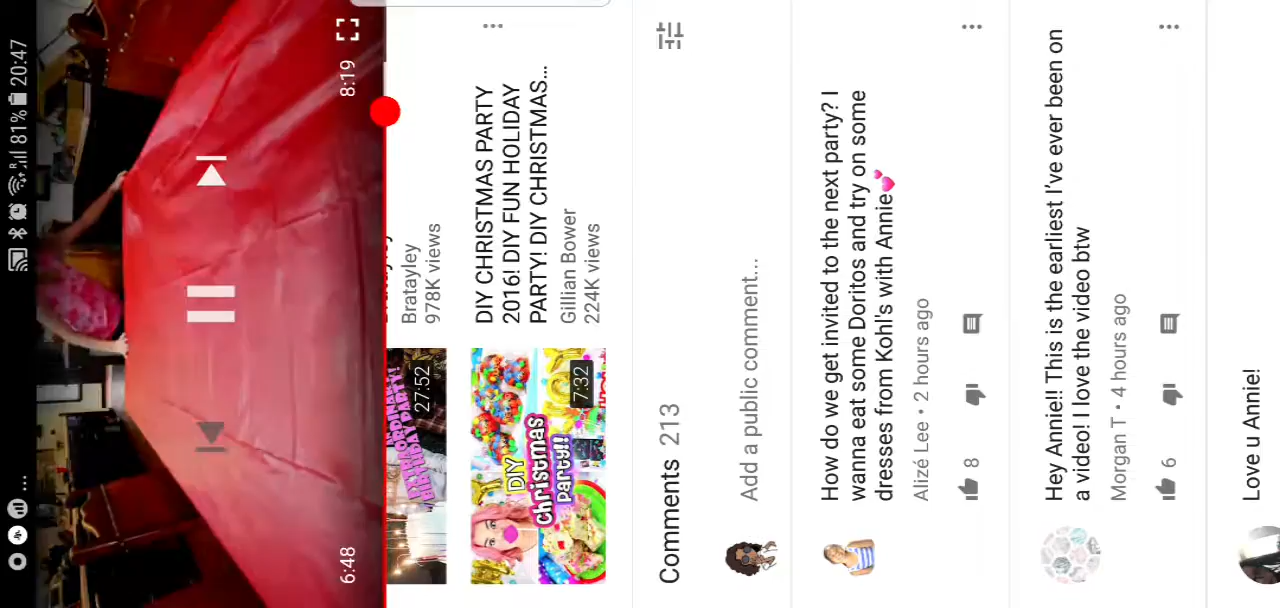 81% 20:47
6:48
8:19
Bratayley
978K views
27:52
DIY CHRISTMAS PARTY
2016! DIY FUN HOLIDAY
PARTY! DIY CHRISTMAS...
Gillian Bower
224K views
DIY
Christmas
Party!!
7:32
Comments 213
Add a public comment...
How do we get invited to the next party? I
wanna eat some Doritos and try on some
dresses from Kohl's with Annie💕
Alizé Lee • 2 hours ago
8
Hey Annie!! This is the earliest I've ever been on
a video! I love the video btw
Morgan T • 4 hours ago
6
Love u Annie!